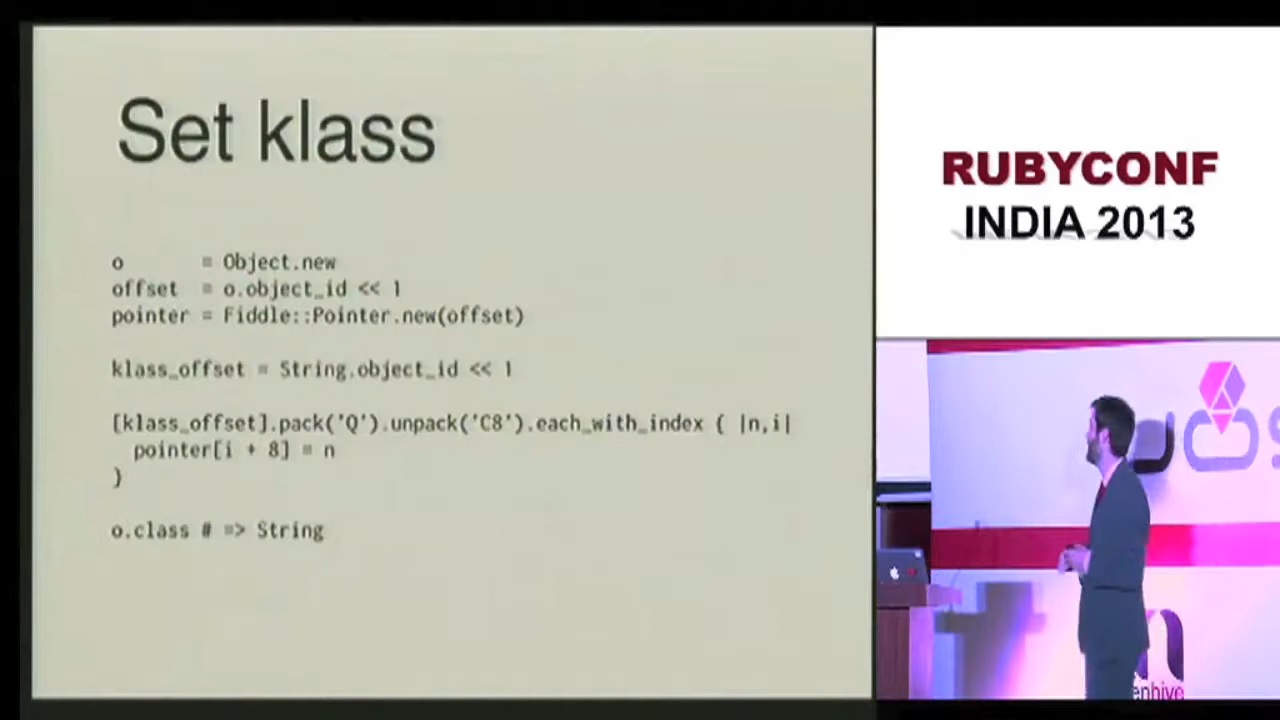 Set klass
o       = Object.new
offset  = o.object_id << 1
pointer = Fiddle::Pointer.new(offset)
klass_offset = String.object_id << 1
[klass_offset].pack('Q').unpack('C8').each_with_index { |n,i|
  pointer[i + 8] = n
}
o.class # => String
RUBYCONF
INDIA 2013